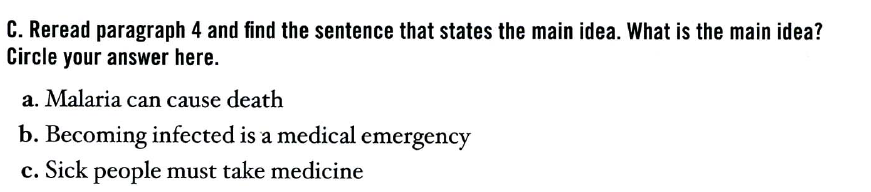 C. Reread paragraph 4 and find the sentence that states the main idea. What is the main idea?
Circle your answer here.
a. Malaria can cause death
b. Becoming infected is a medical emergency
c. Sick people must take medicine